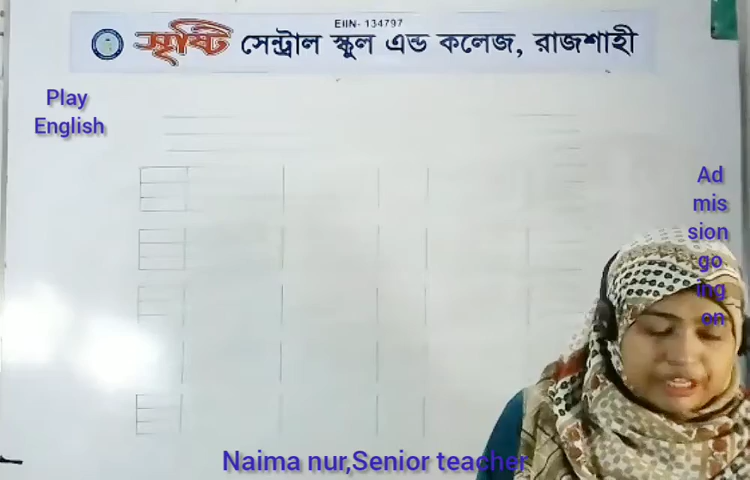 EIIN- 134797
সৃষ্টি সেন্ট্রাল স্কুল এন্ড কলেজ, রাজশাহী
Play
English
Ad
mis
sion
go
ing
on
Naima nur,Senior teacher